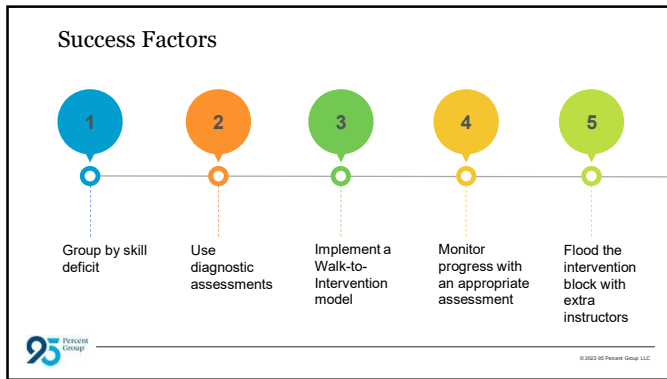 Success Factors
1
2
3
4
5
Group by skill
deficit
Use
diagnostic
assessments
Implement a
Walk-to-
Intervention
model
Monitor
progress with
an appropriate
assessment
Flood the
intervention
block with
extra
instructors
95 Percent
Group
© 2023 95 Percent Group LLC